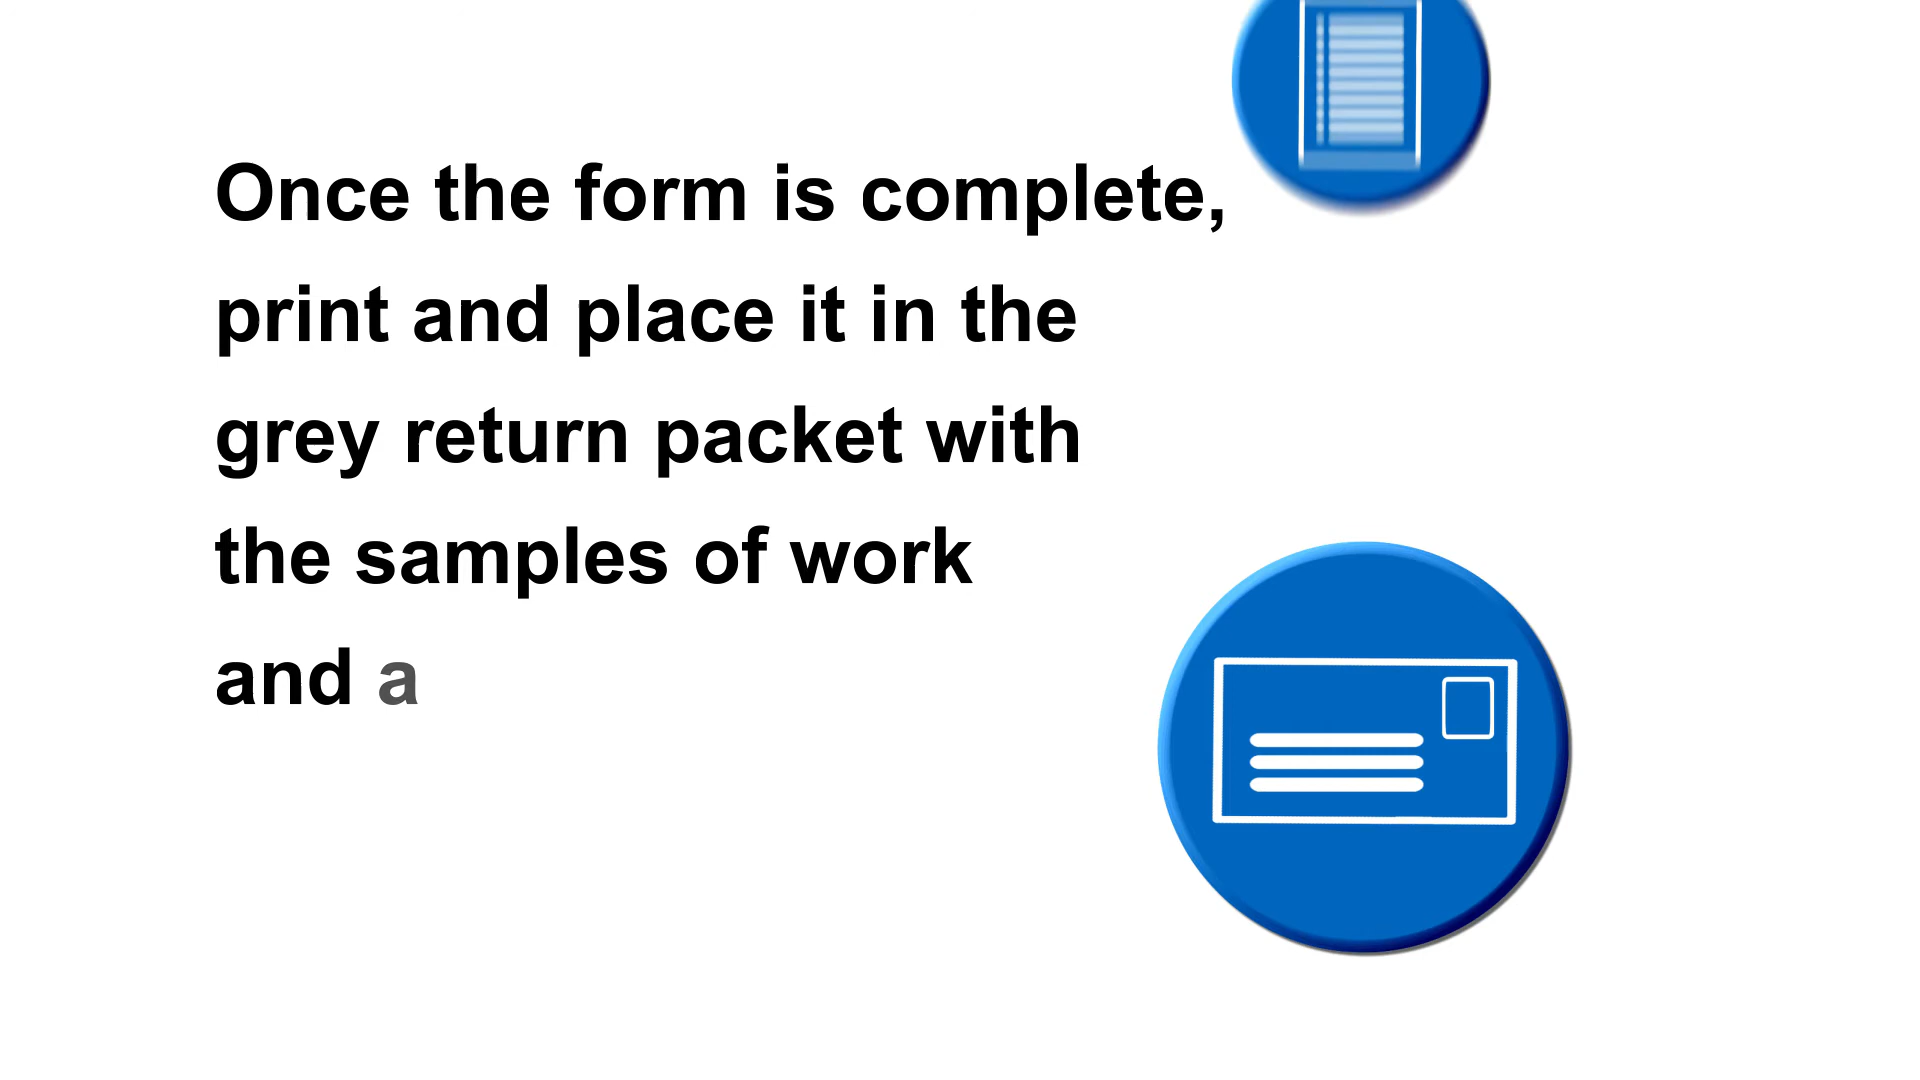 Once the form is complete,
print and place it in the
grey return packet with
the samples of work
and a